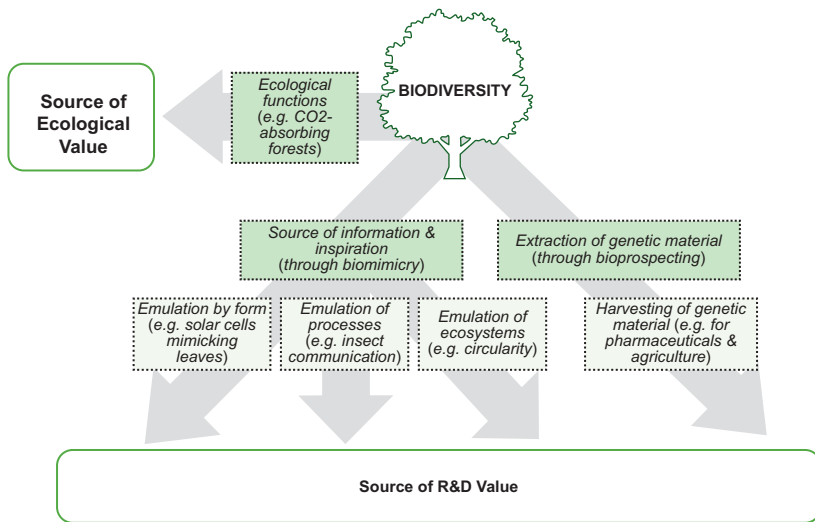 BIODIVERSITY
Source of
Ecological
Value
Ecological
functions
(e.g. CO2-
absorbing
forests)
Source of information &
inspiration
(through biomimicry)
Extraction of genetic material
(through bioprospecting)
Emulation by form
(e.g. solar cells
mimicking
leaves)
Emulation of
processes
(e.g. insect
communication)
Emulation of
ecosystems
(e.g. circularity)
Harvesting of genetic
material (e.g. for
pharmaceuticals &
agriculture)
Source of R&D Value